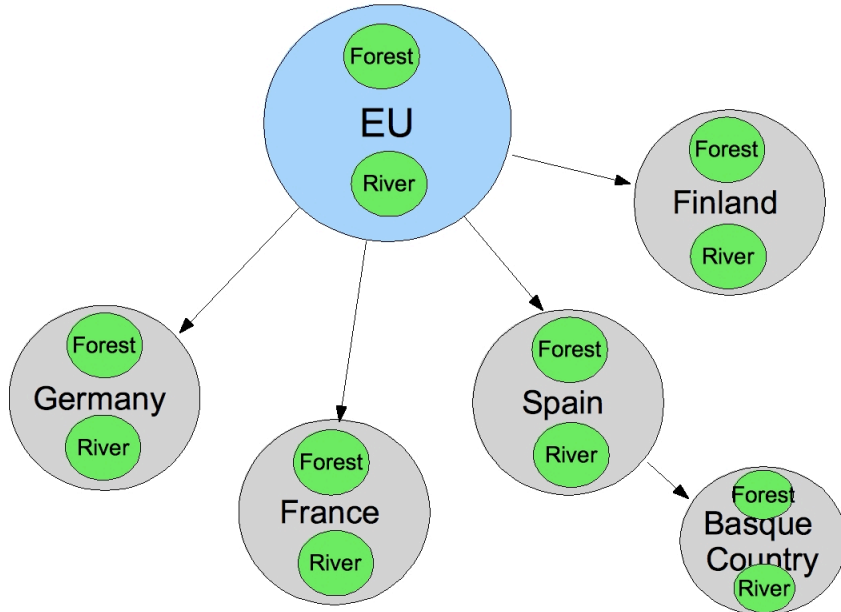 Forest
EU
River
Forest
Finland
River
Forest
Germany
River
Forest
France
River
Forest
Spain
River
Forest
Basque
Country
River